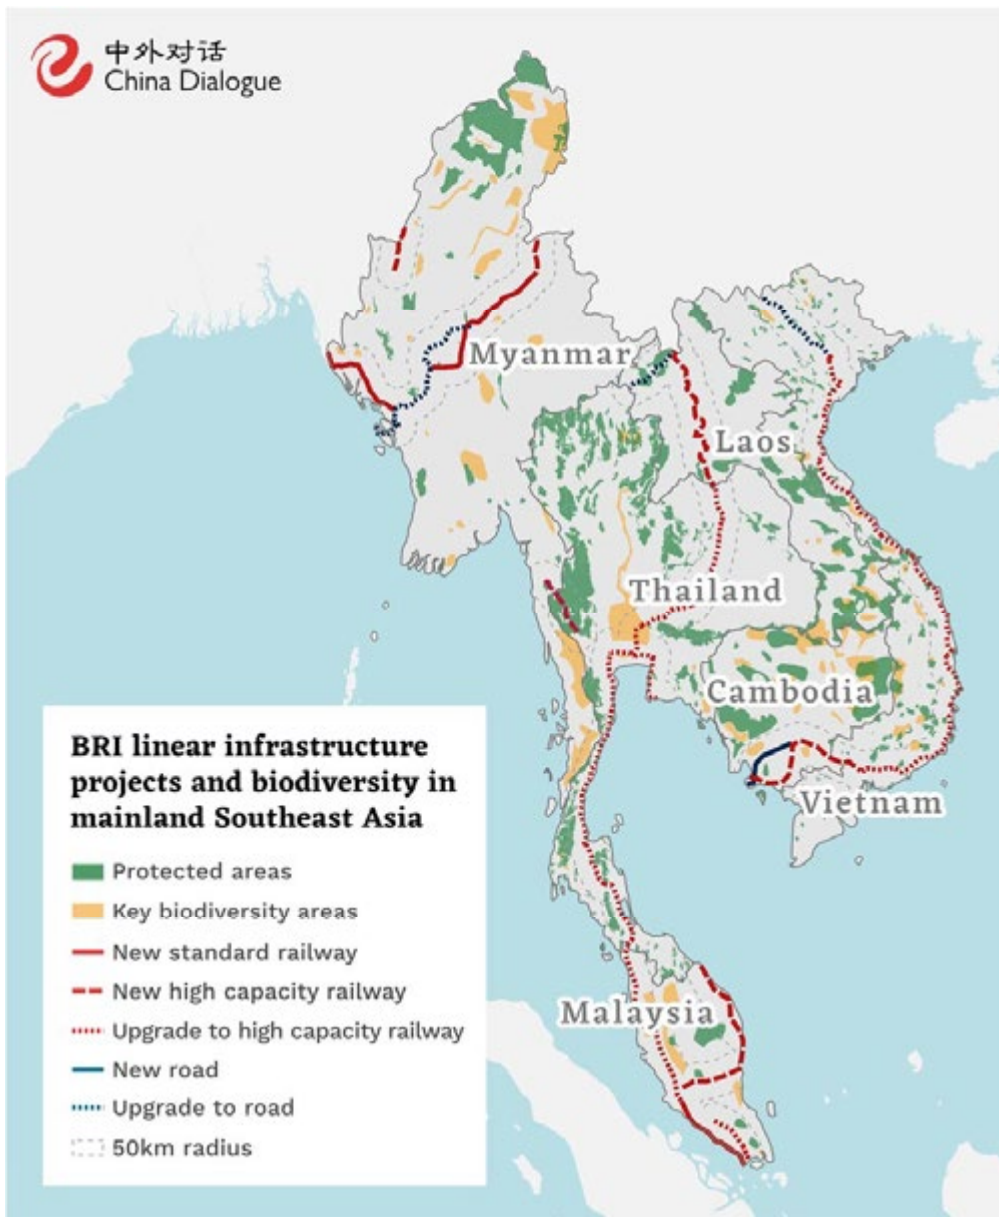 中外对话
China Dialogue
Myanmar
Laos
Thailand
Cambodia
Vietnam
Malaysia
BRI linear infrastructure
projects and biodiversity in
mainland Southeast Asia
Protected areas
Key biodiversity areas
New standard railway
New high capacity railway
Upgrade to high capacity railway
New road
Upgrade to road
50km radius